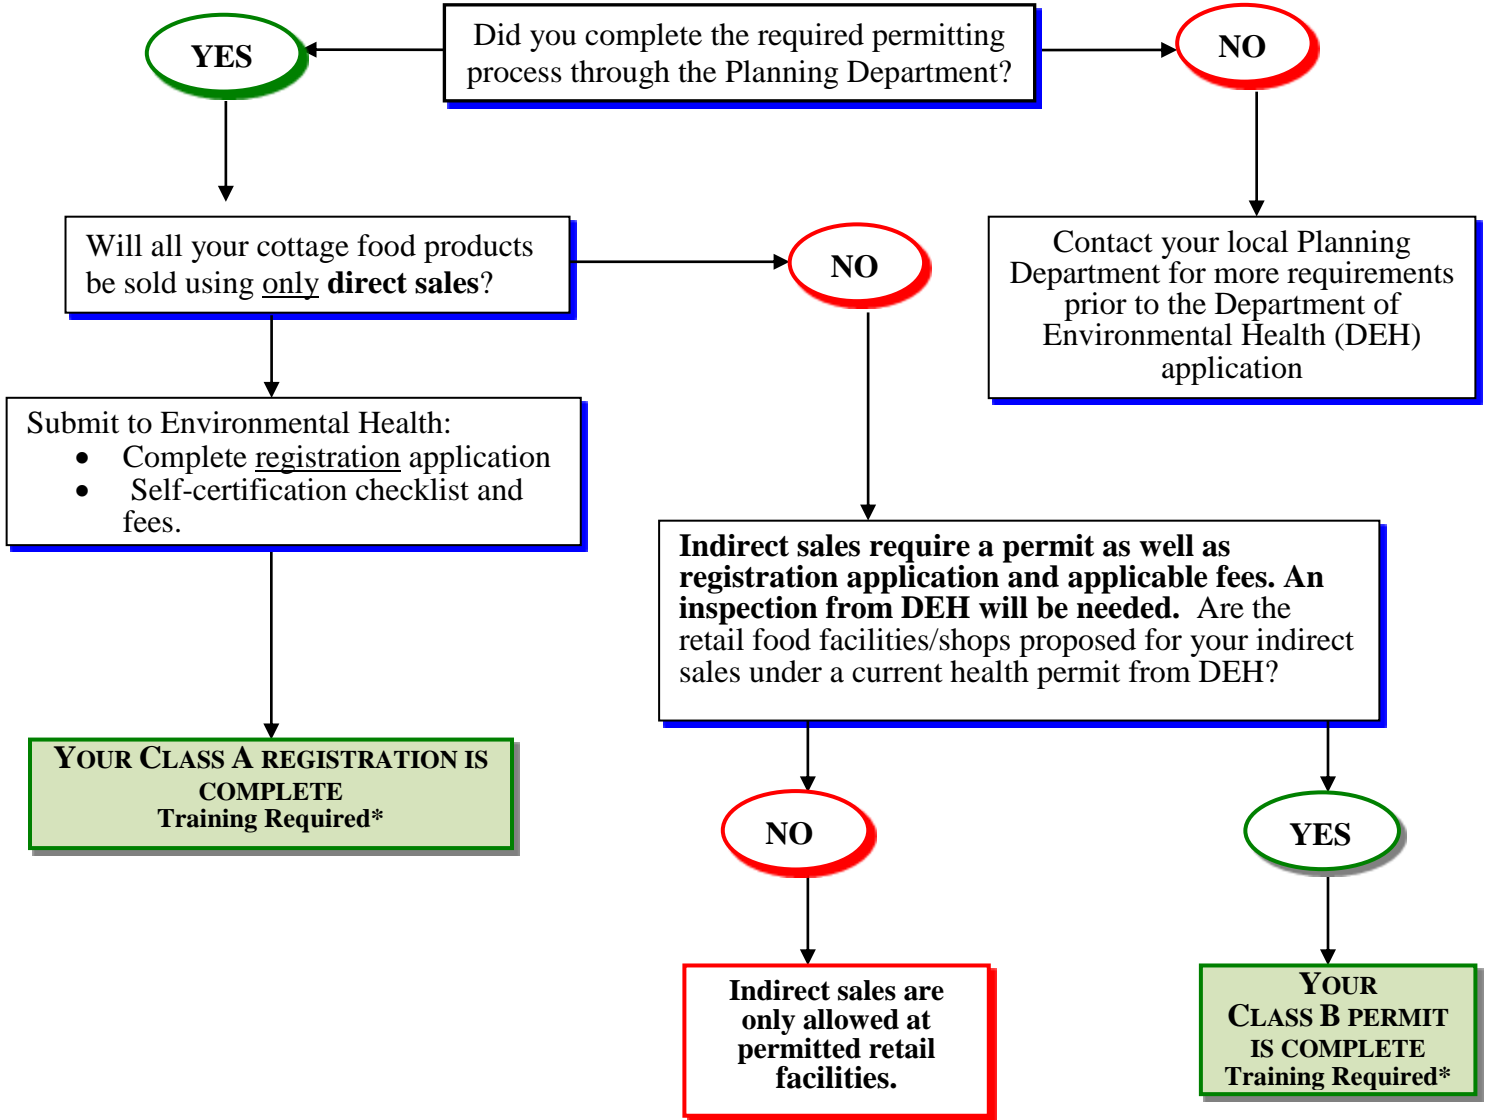 Did you complete the required permitting
process through the Planning Department?
YES
NO
Will all your cottage food products
be sold using only direct sales?
NO
Contact your local Planning
Department for more requirements
prior to the Department of
Environmental Health (DEH)
application
Submit to Environmental Health:
• Complete registration application
• Self-certification checklist and
fees.
Indirect sales require a permit as well as
registration application and applicable fees. An
inspection from DEH will be needed. Are the
retail food facilities/shops proposed for your indirect
sales under a current health permit from DEH?
YOUR CLASS A REGISTRATION IS
COMPLETE
Training Required*
NO
YES
Indirect sales are
only allowed at
permitted retail
facilities.
YOUR
CLASS B PERMIT
IS COMPLETE
Training Required*